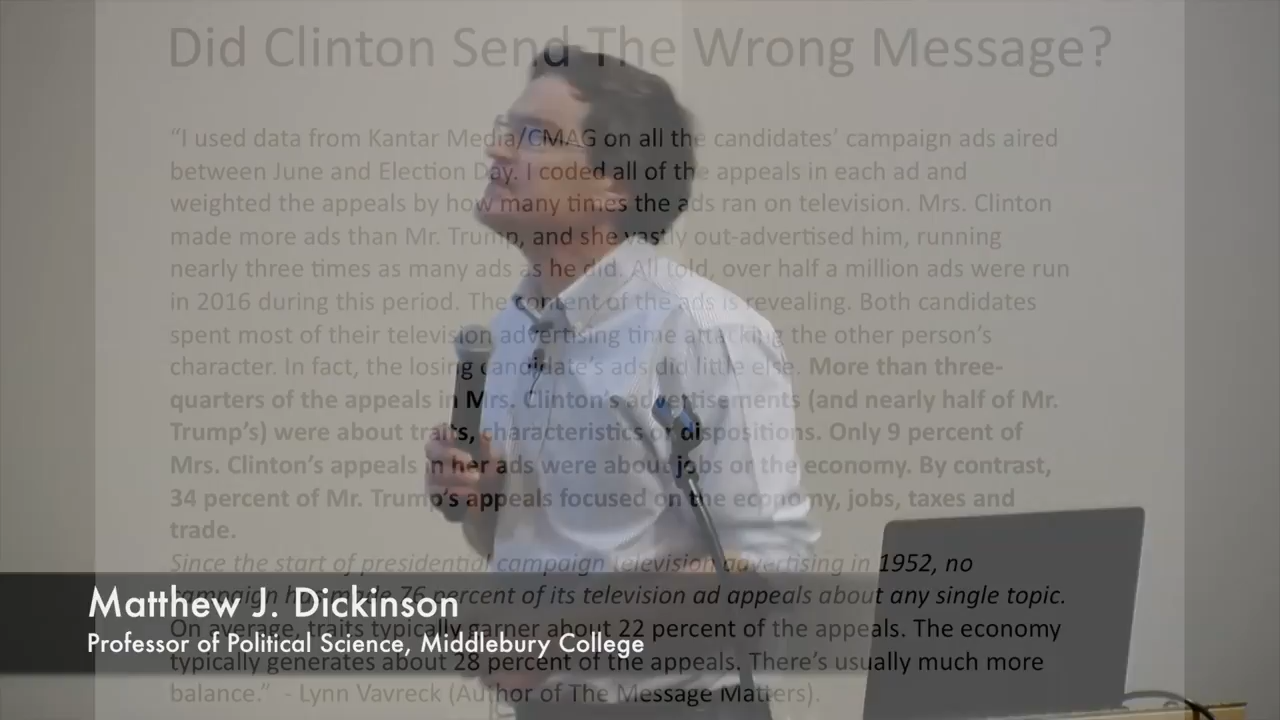 Did Clinton Send The Wrong Message?
“I used data from Kantar Media/CMAG on all the candidates’ campaign ads aired
between June and Election Day. I coded all of the appeals in each ad and
weighted the appeals by how many times the ads ran on television. Mrs. Clinton
made more ads than Mr. Trump, and she vastly out-advertised him, running
nearly three times as many ads as he did. All told, over half a million ads were run
in 2016 during this period. The content of the ads is revealing. Both candidates
spent most of their television advertising time attacking the other person’s
character. In fact, the losing candidate’s ads did little else. More than three-
quarters of the appeals in Mrs. Clinton’s advertisements (and nearly half of Mr.
Trump’s) were about traits, characteristics or dispositions. Only 9 percent of
Mrs. Clinton’s appeals in her ads were about jobs or the economy. By contrast,
34 percent of Mr. Trump’s appeals focused on the economy, jobs, taxes and
trade.
Since the start of presidential campaign television advertising in 1952, no
campaign has made 76 percent of its television ad appeals about any single topic.
On average, traits typically garner about 22 percent of the appeals. The economy
typically generates about 28 percent of the appeals. There’s usually much more
balance.” - Lynn Vavreck (Author of The Message Matters).
Matthew J. Dickinson
Professor of Political Science, Middlebury College